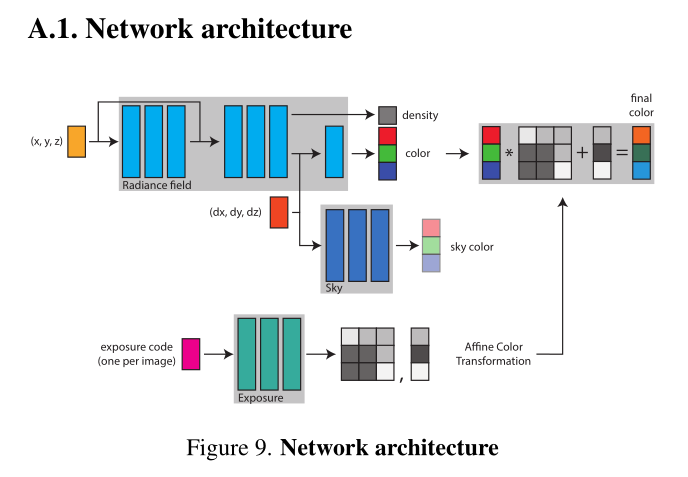 A.1. Network architecture
final
color
(x, y, z)
density
color
* + =
Radiance field
(dx, dy, dz)
sky color
Sky
exposure code
(one per image)
,
Affine Color
Transformation
Exposure
Figure 9. Network architecture